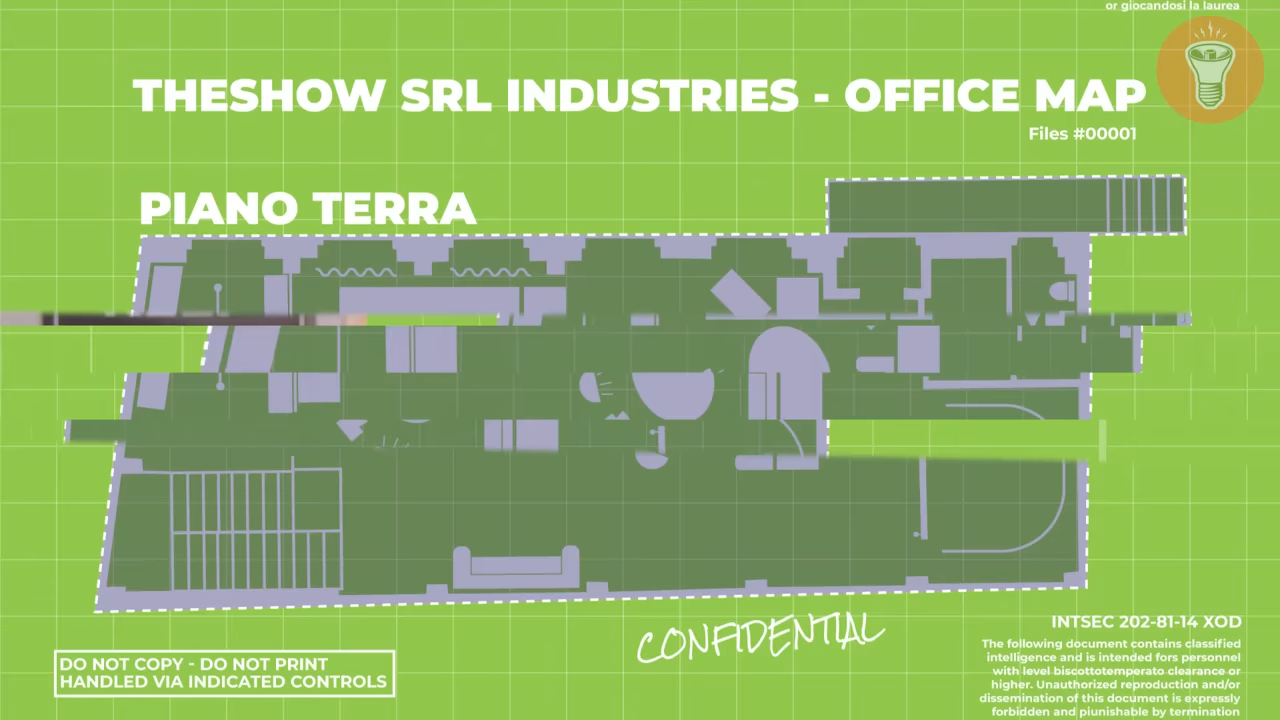 or giocandosi la laurea
THESHOW SRL INDUSTRIES - OFFICE MAP
Files #00001
PIANO TERRA
CONFIDENTIAL
DO NOT COPY - DO NOT PRINT
HANDLED VIA INDICATED CONTROLS
INTSEC 202-81-14 XOD
The following document contains classified
intelligence and is intended fors personnel
with level biscottotemperato clearance or
higher. Unauthorized reproduction and/or
dissemination of this document is expressly
forbidden and piunishable by termination